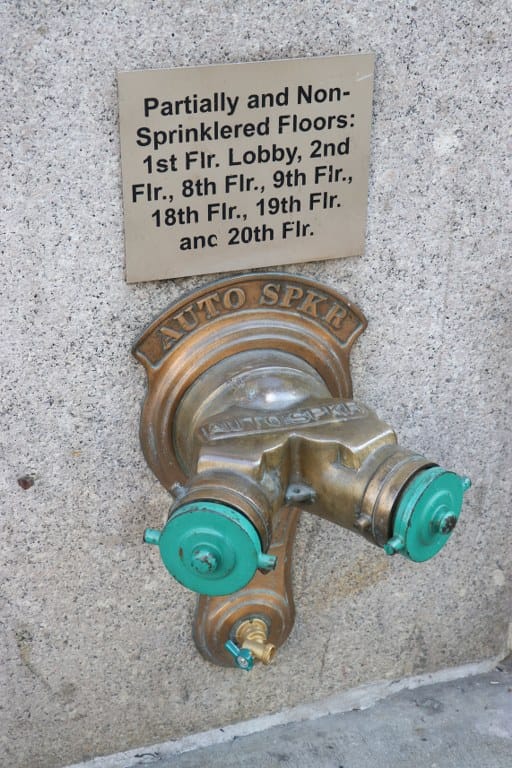 Partially and Non-
Sprinklered Floors:
1st Flr. Lobby, 2nd
Flr., 8th Flr., 9th Flr.,
18th Flr., 19th Flr.
and 20th Flr.
AUTO SPKR
AUTO SPKR